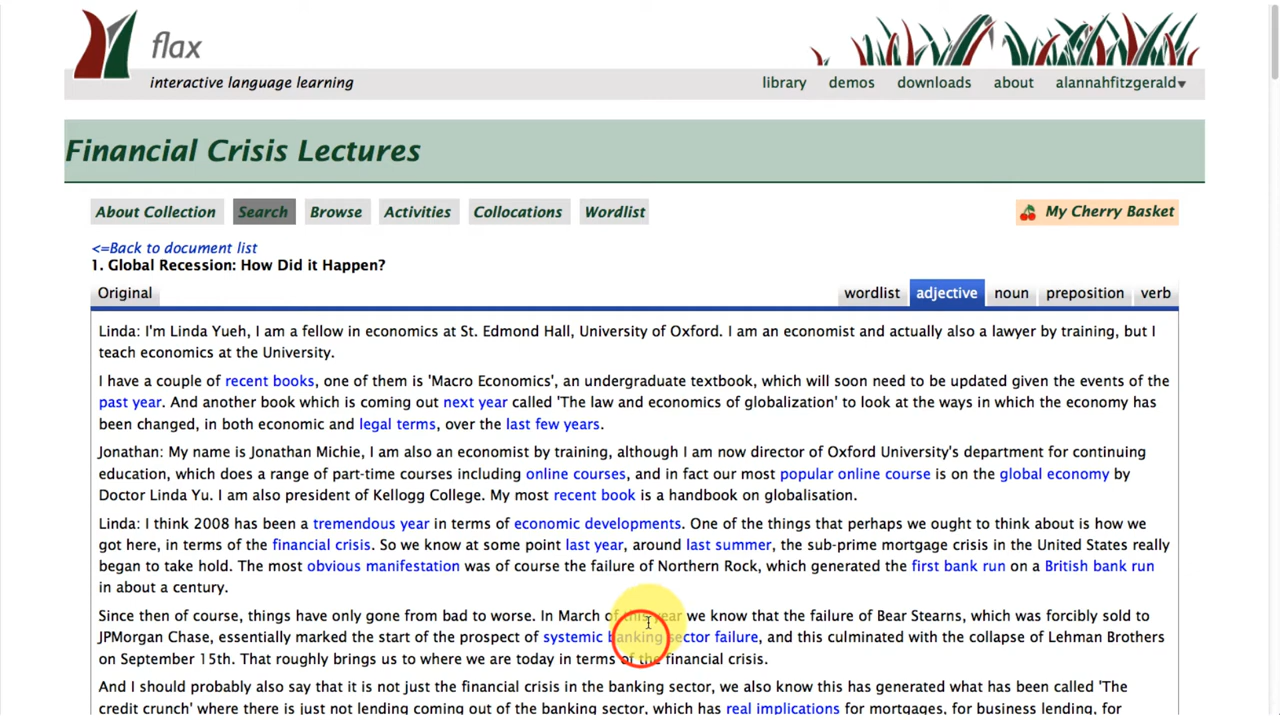 flax
interactive language learning
library demos downloads about alannahfitzgerald▾
Financial Crisis Lectures
About Collection Search Browse Activities Collocations Wordlist My Cherry Basket
<=Back to document list
1. Global Recession: How Did it Happen?
Original wordlist adjective noun preposition verb
Linda: I'm Linda Yueh, I am a fellow in economics at St. Edmond Hall, University of Oxford. I am an economist and actually also a lawyer by training, but I
teach economics at the University.
I have a couple of recent books, one of them is 'Macro Economics', an undergraduate textbook, which will soon need to be updated given the events of the
past year. And another book which is coming out next year called 'The law and economics of globalization' to look at the ways in which the economy has
been changed, in both economic and legal terms, over the last few years.
Jonathan: My name is Jonathan Michie, I am also an economist by training, although I am now director of Oxford University's department for continuing
education, which does a range of part-time courses including online courses, and in fact our most popular online course is on the global economy by
Doctor Linda Yu. I am also president of Kellogg College. My most recent book is a handbook on globalisation.
Linda: I think 2008 has been a tremendous year in terms of economic developments. One of the things that perhaps we ought to think about is how we
got here, in terms of the financial crisis. So we know at some point last year, around last summer, the sub-prime mortgage crisis in the United States really
began to take hold. The most obvious manifestation was of course the failure of Northern Rock, which generated the first bank run on a British bank run
in about a century.
Since then of course, things have only gone from bad to worse. In March of this year we know that the failure of Bear Stearns, which was forcibly sold to
JPMorgan Chase, essentially marked the start of the prospect of systemic banking sector failure, and this culminated with the collapse of Lehman Brothers
on September 15th. That roughly brings us to where we are today in terms of the financial crisis.
And I should probably also say that it is not just the financial crisis in the banking sector, we also know this has generated what has been called 'The
credit crunch' where there is just not lending coming out of the banking sector, which has real implications for mortgages, for business lending, for